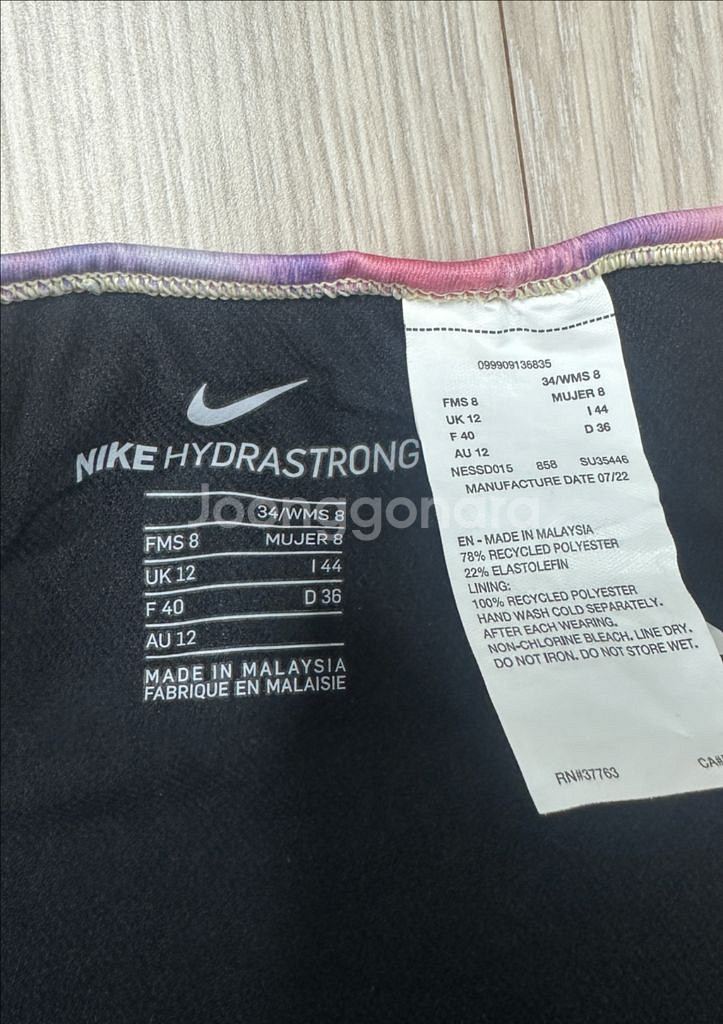 NIKE HYDRASTRONG
34/WMS 8
FMS 8 MUJER 8
UK 12 I 44
F 40 D 36
AU 12
MADE IN MALAYSIA
FABRIQUE EN MALAISIE
099909136835
34/WMS 8
FMS 8 MUJER 8
UK 12 I 44
F 40 D 36
AU 12
NESSD015 858 SU35446
MANUFACTURE DATE 07/22
EN - MADE IN MALAYSIA
78% RECYCLED POLYESTER
22% ELASTOLEFIN
LINING:
100% RECYCLED POLYESTER
HAND WASH COLD SEPARATELY.
AFTER EACH WEARING.
NON-CHLORINE BLEACH. LINE DRY.
DO NOT IRON. DO NOT STORE WET.
RN#37763
Joonggonara